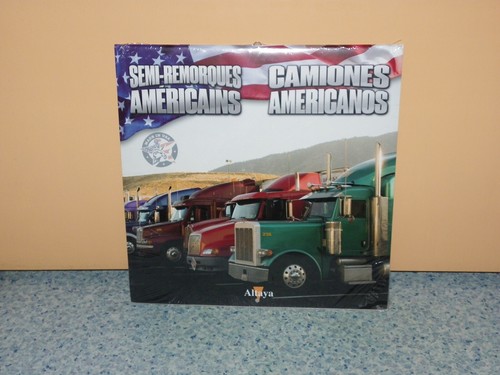 SEMI-REMORQUES
AMÉRICAINS
CAMIONES
AMERICANOS
Altaya